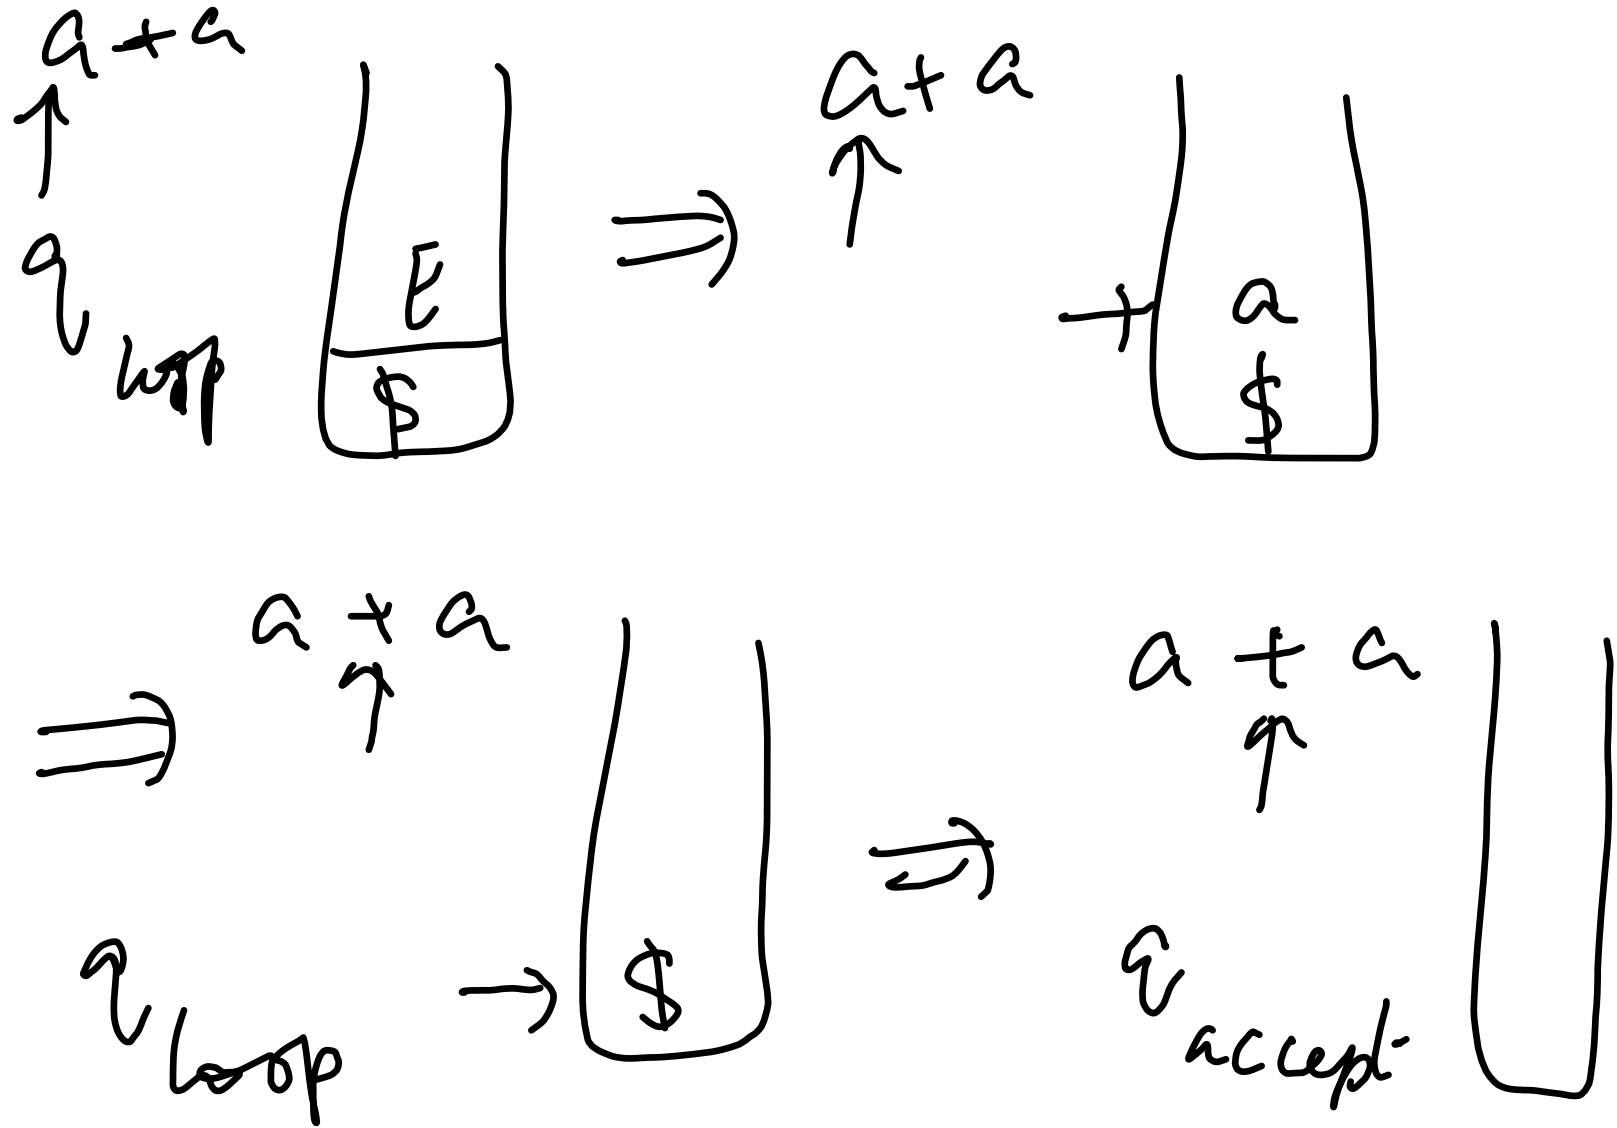 a + a
E
$
q loop
⇒
a + a
a
$
⇒
a + a
$
q loop
⇒
a + a
q accept